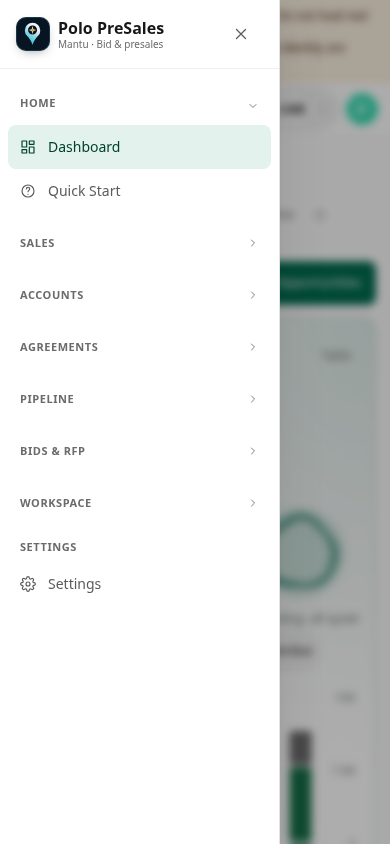 Polo PreSales
Mantu · Bid & presales
HOME
Dashboard
Quick Start
SALES
ACCOUNTS
AGREEMENTS
PIPELINE
BIDS & RFP
WORKSPACE
SETTINGS
Settings